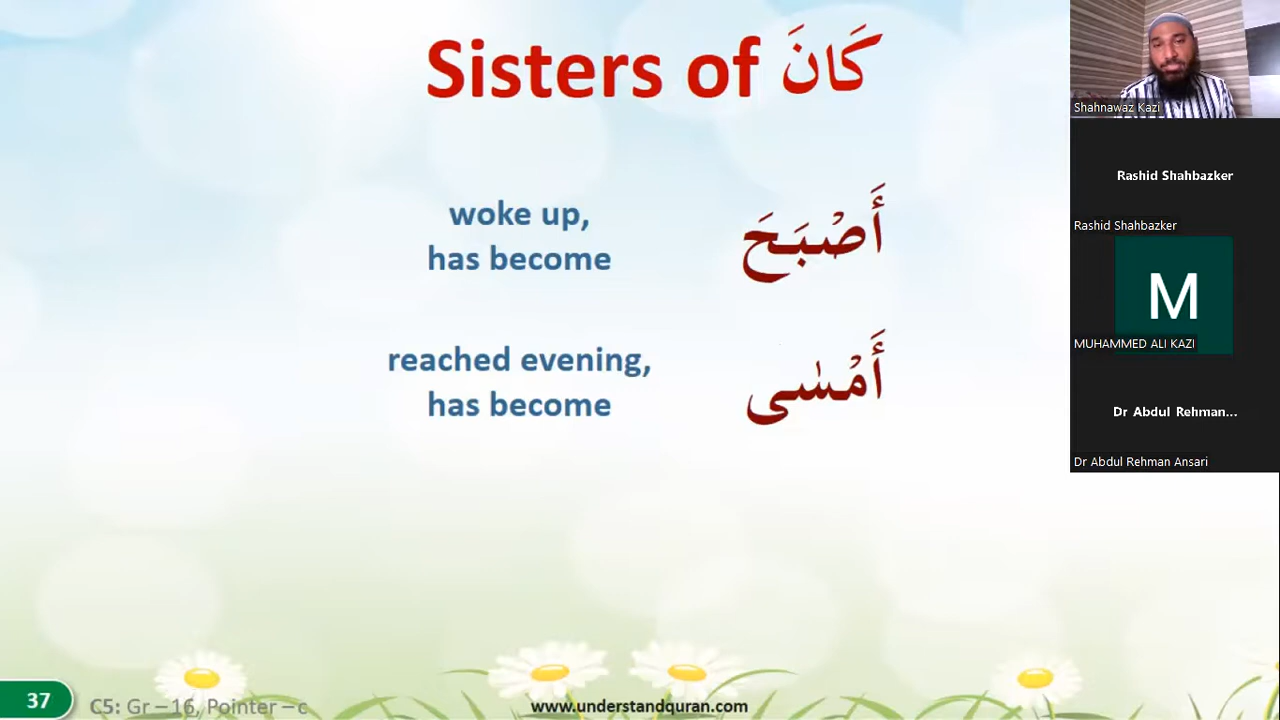 Sisters of كَانَ
woke up,
has become
أَصْبَحَ
reached evening,
has become
أَمْسٰى
37
C5: Gr – 16, Pointer – c
www.understandquran.com
Shahnawaz Kazi
Rashid Shahbazker
Rashid Shahbazker
M
MUHAMMED ALI KAZI
Dr Abdul Rehman...
Dr Abdul Rehman Ansari